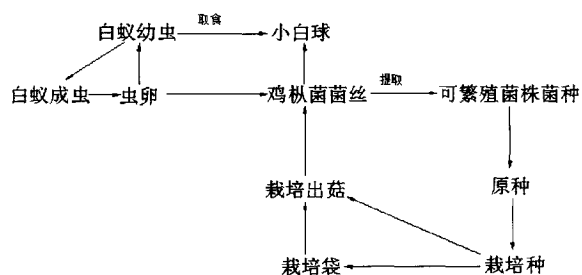 白蚁幼虫 取食 小白球
白蚁成虫 虫卵 鸡枞菌菌丝 提取 可繁殖菌株菌种
栽培出菇 原种
栽培袋 栽培种